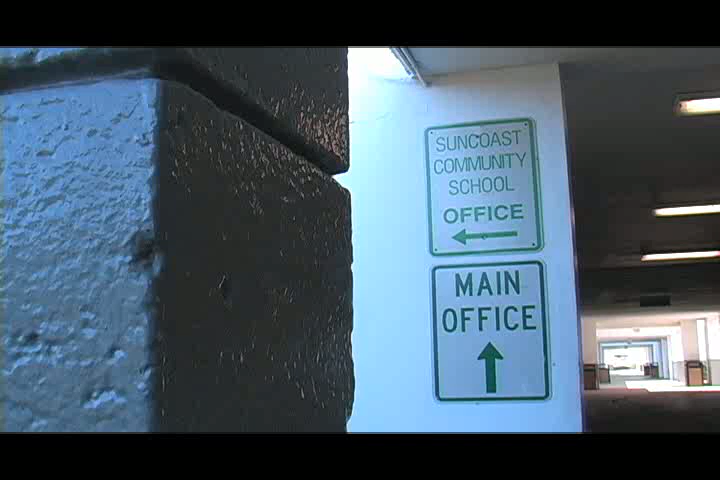 SUNCOAST
COMMUNITY
SCHOOL
OFFICE
MAIN
OFFICE